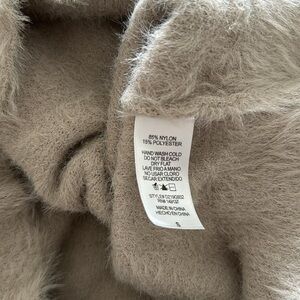 85% NYLON
15% POLYESTER
HAND WASH COLD
DO NOT BLEACH
DRY FLAT
LAVE FRIO A MANO
NO USAR CLORO
SECAR EXTENDIDO
MADE IN CHINA
HECHO EN CHINA
S